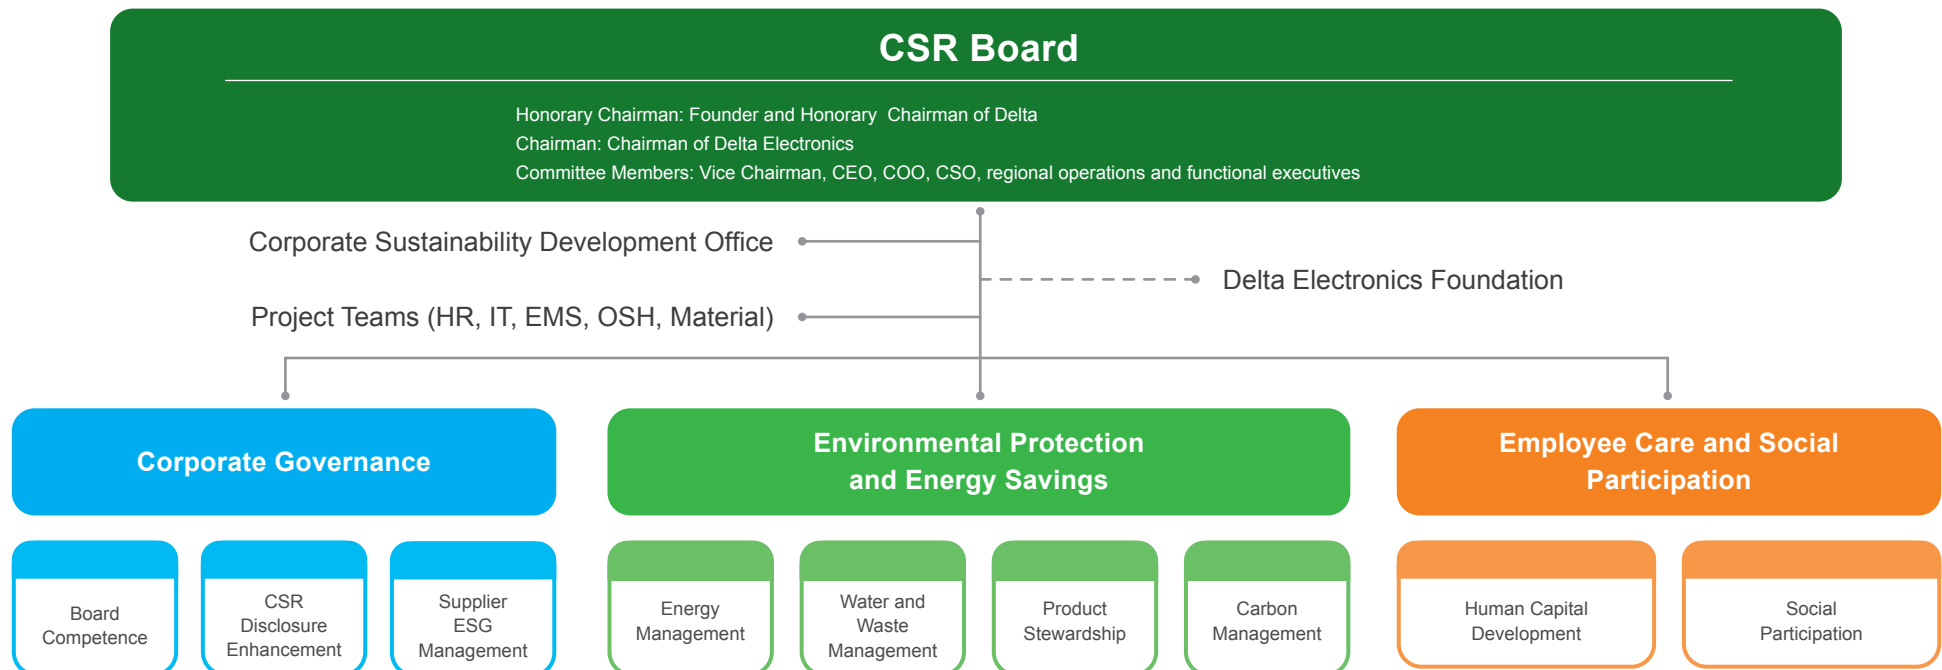 CSR Board
Honorary Chairman: Founder and Honorary Chairman of Delta
Chairman: Chairman of Delta Electronics
Committee Members: Vice Chairman, CEO, COO, CSO, regional operations and functional executives
Corporate Sustainability Development Office
Delta Electronics Foundation
Project Teams (HR, IT, EMS, OSH, Material)
Corporate Governance
Environmental Protection
and Energy Savings
Employee Care and Social
Participation
Board
Competence
CSR
Disclosure
Enhancement
Supplier
ESG
Management
Energy
Management
Water and
Waste
Management
Product
Stewardship
Carbon
Management
Human Capital
Development
Social
Participation